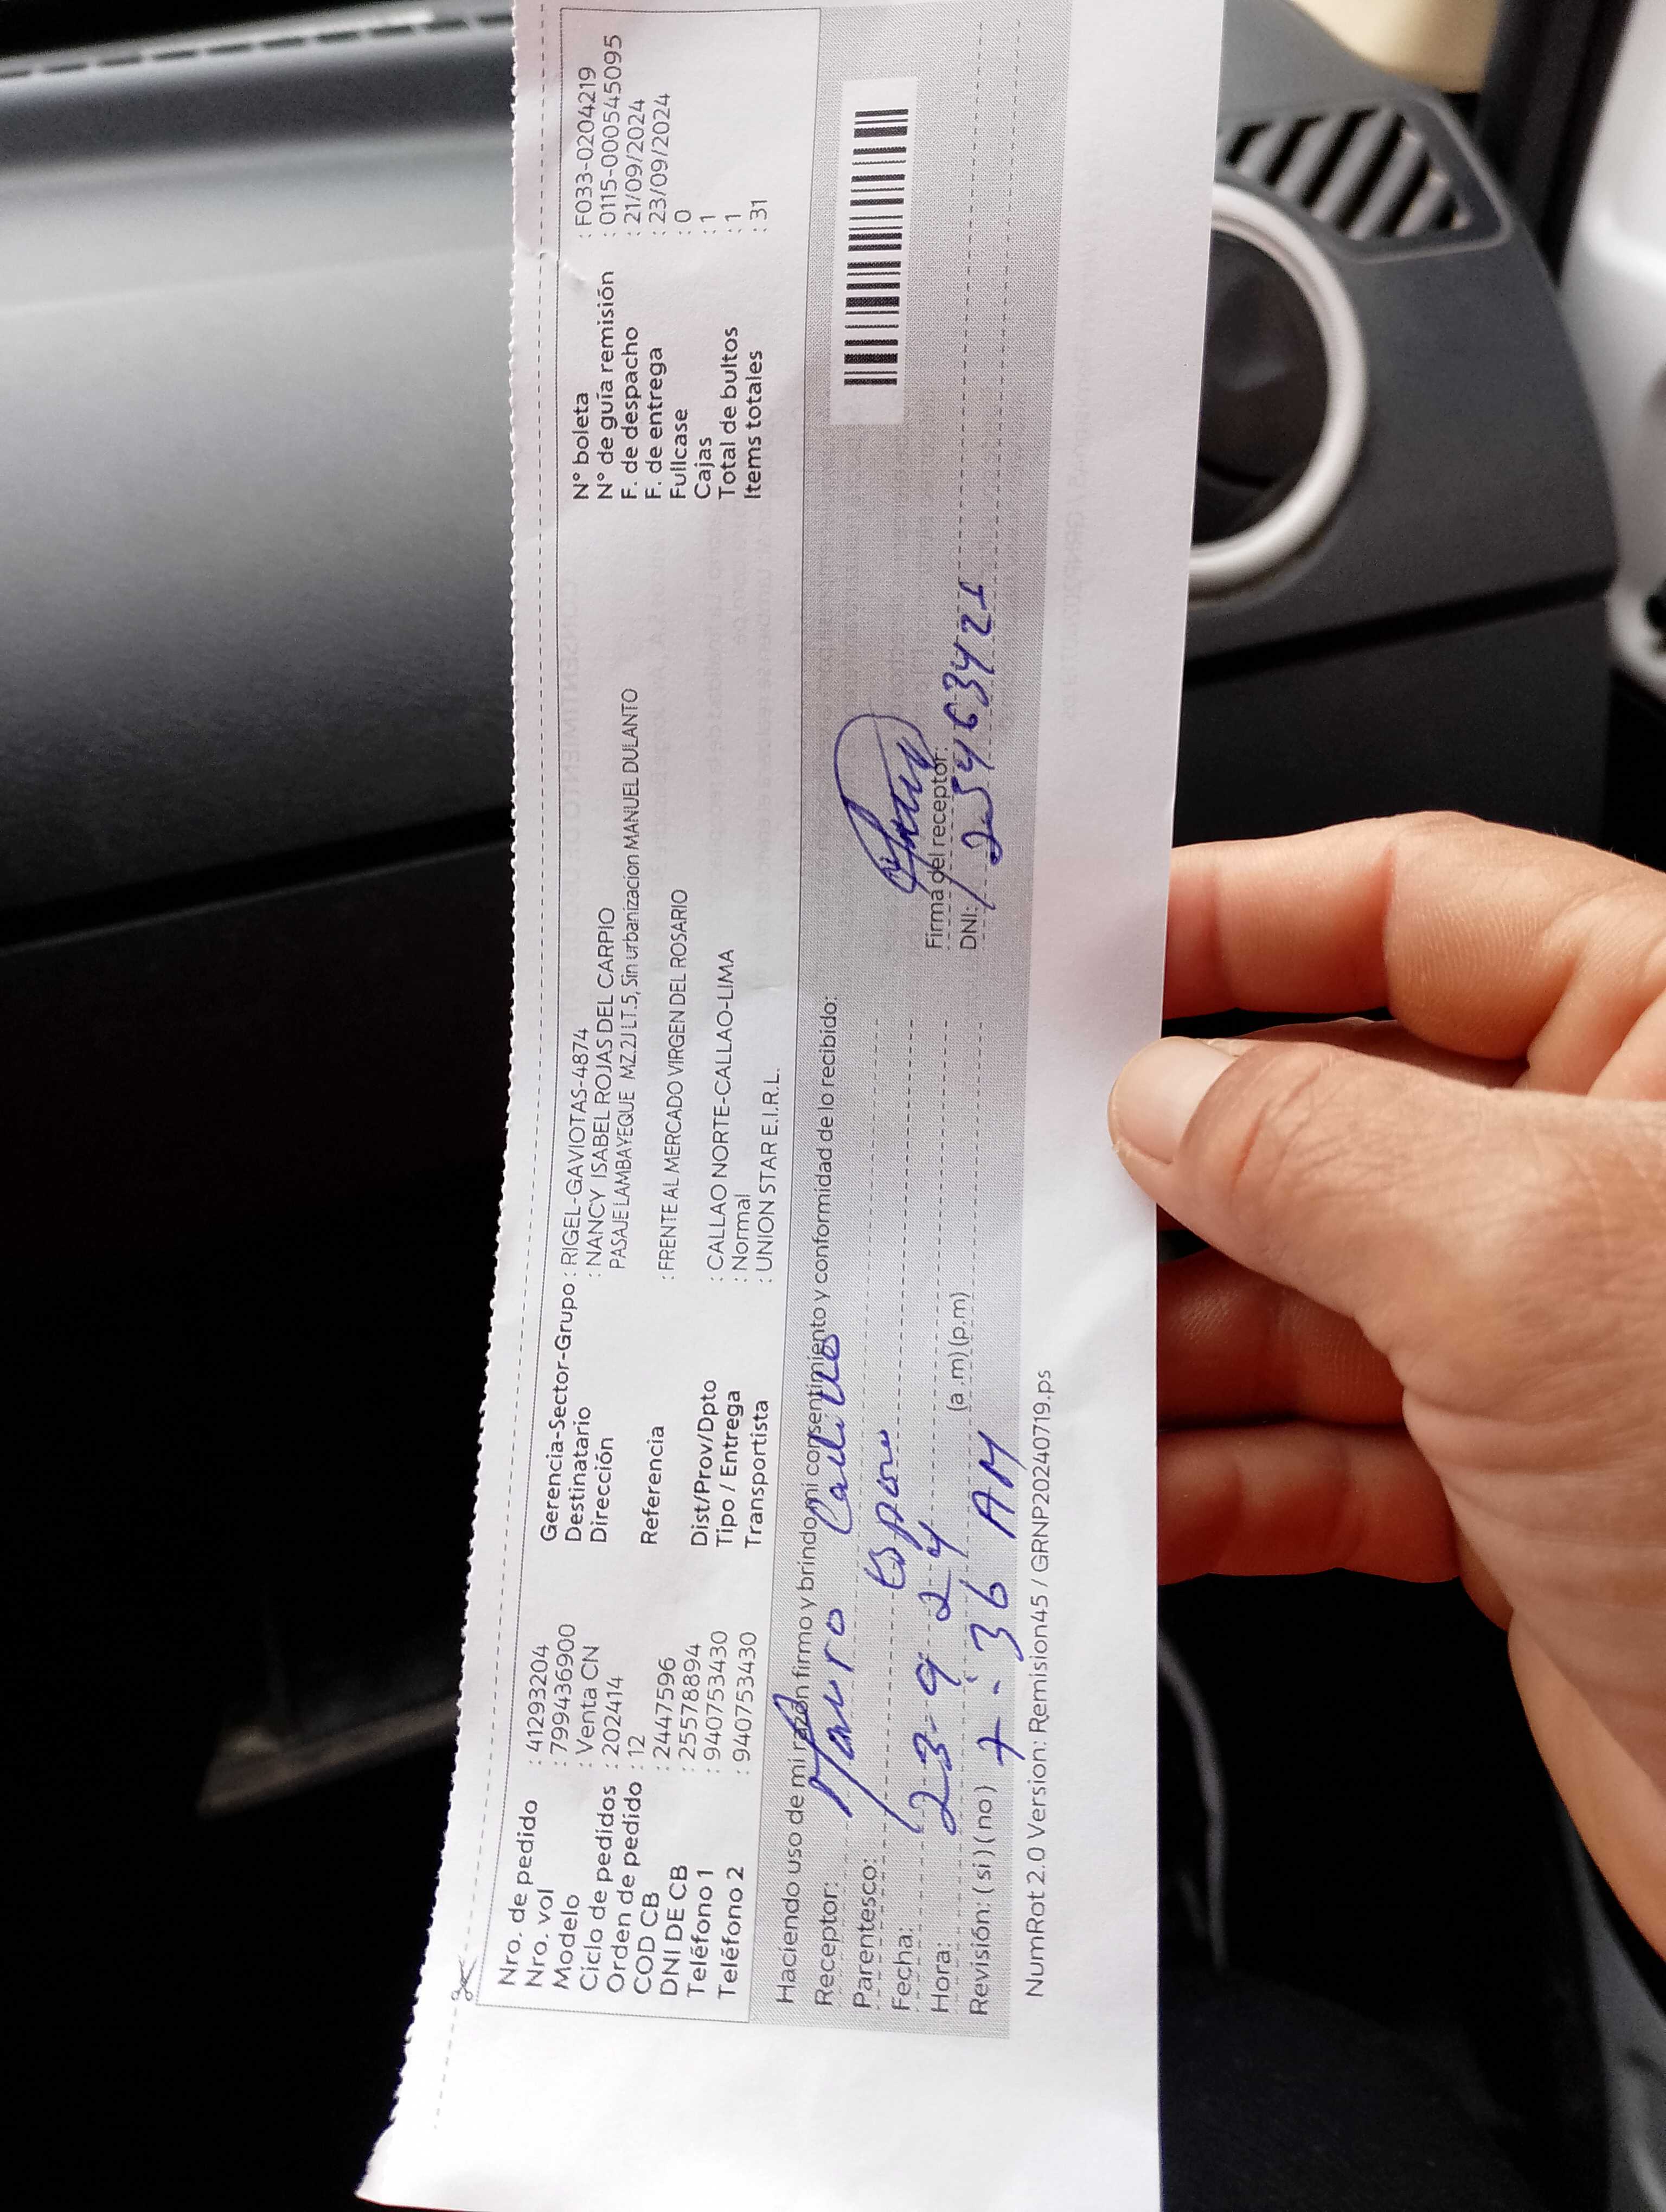 Nro. de pedido : 41293204
Nro. vol : 799436900
Modelo : Venta CN
Ciclo de pedidos : 202414
Orden de pedido : 12
COD CB : 2447596
DNI DE CB : 25578894
Teléfono 1 : 940753430
Teléfono 2 : 940753430
Gerencia-Sector-Grupo : RIGEL-GAVIOTAS-4874
Destinatario : NANCY ISABEL ROJAS DEL CARPIO
Dirección PASAJE LAMBAYEQUE MZ.2J LT.5, Sin urbanizacion MANUEL DULANTO
Referencia : FRENTE AL MERCADO VIRGEN DEL ROSARIO
Dist/Prov/Dpto : CALLAO NORTE-CALLAO-LIMA
Tipo / Entrega : Normal
Transportista : UNION STAR E.I.R.L.
N° boleta : F033-0204219
N° de guía remisión : 0115-000545095
F. de despacho : 21/09/2024
F. de entrega : 23/09/2024
Fullcase : 0
Cajas : 1
Total de bultos : 1
Items totales : 31
Haciendo uso de mi razón firmo y brindo mi consentimiento y conformidad de lo recibido:
Receptor: Mauro
Parentesco: Esposo
Fecha: 23-9-24
Hora: 7:36 AM (a .m) (p.m)
Revisión: ( si ) ( no )
Firma del receptor:
DNI: 25463421
NumRot 2.0 Version: Remision45 / GRNP20240719.ps